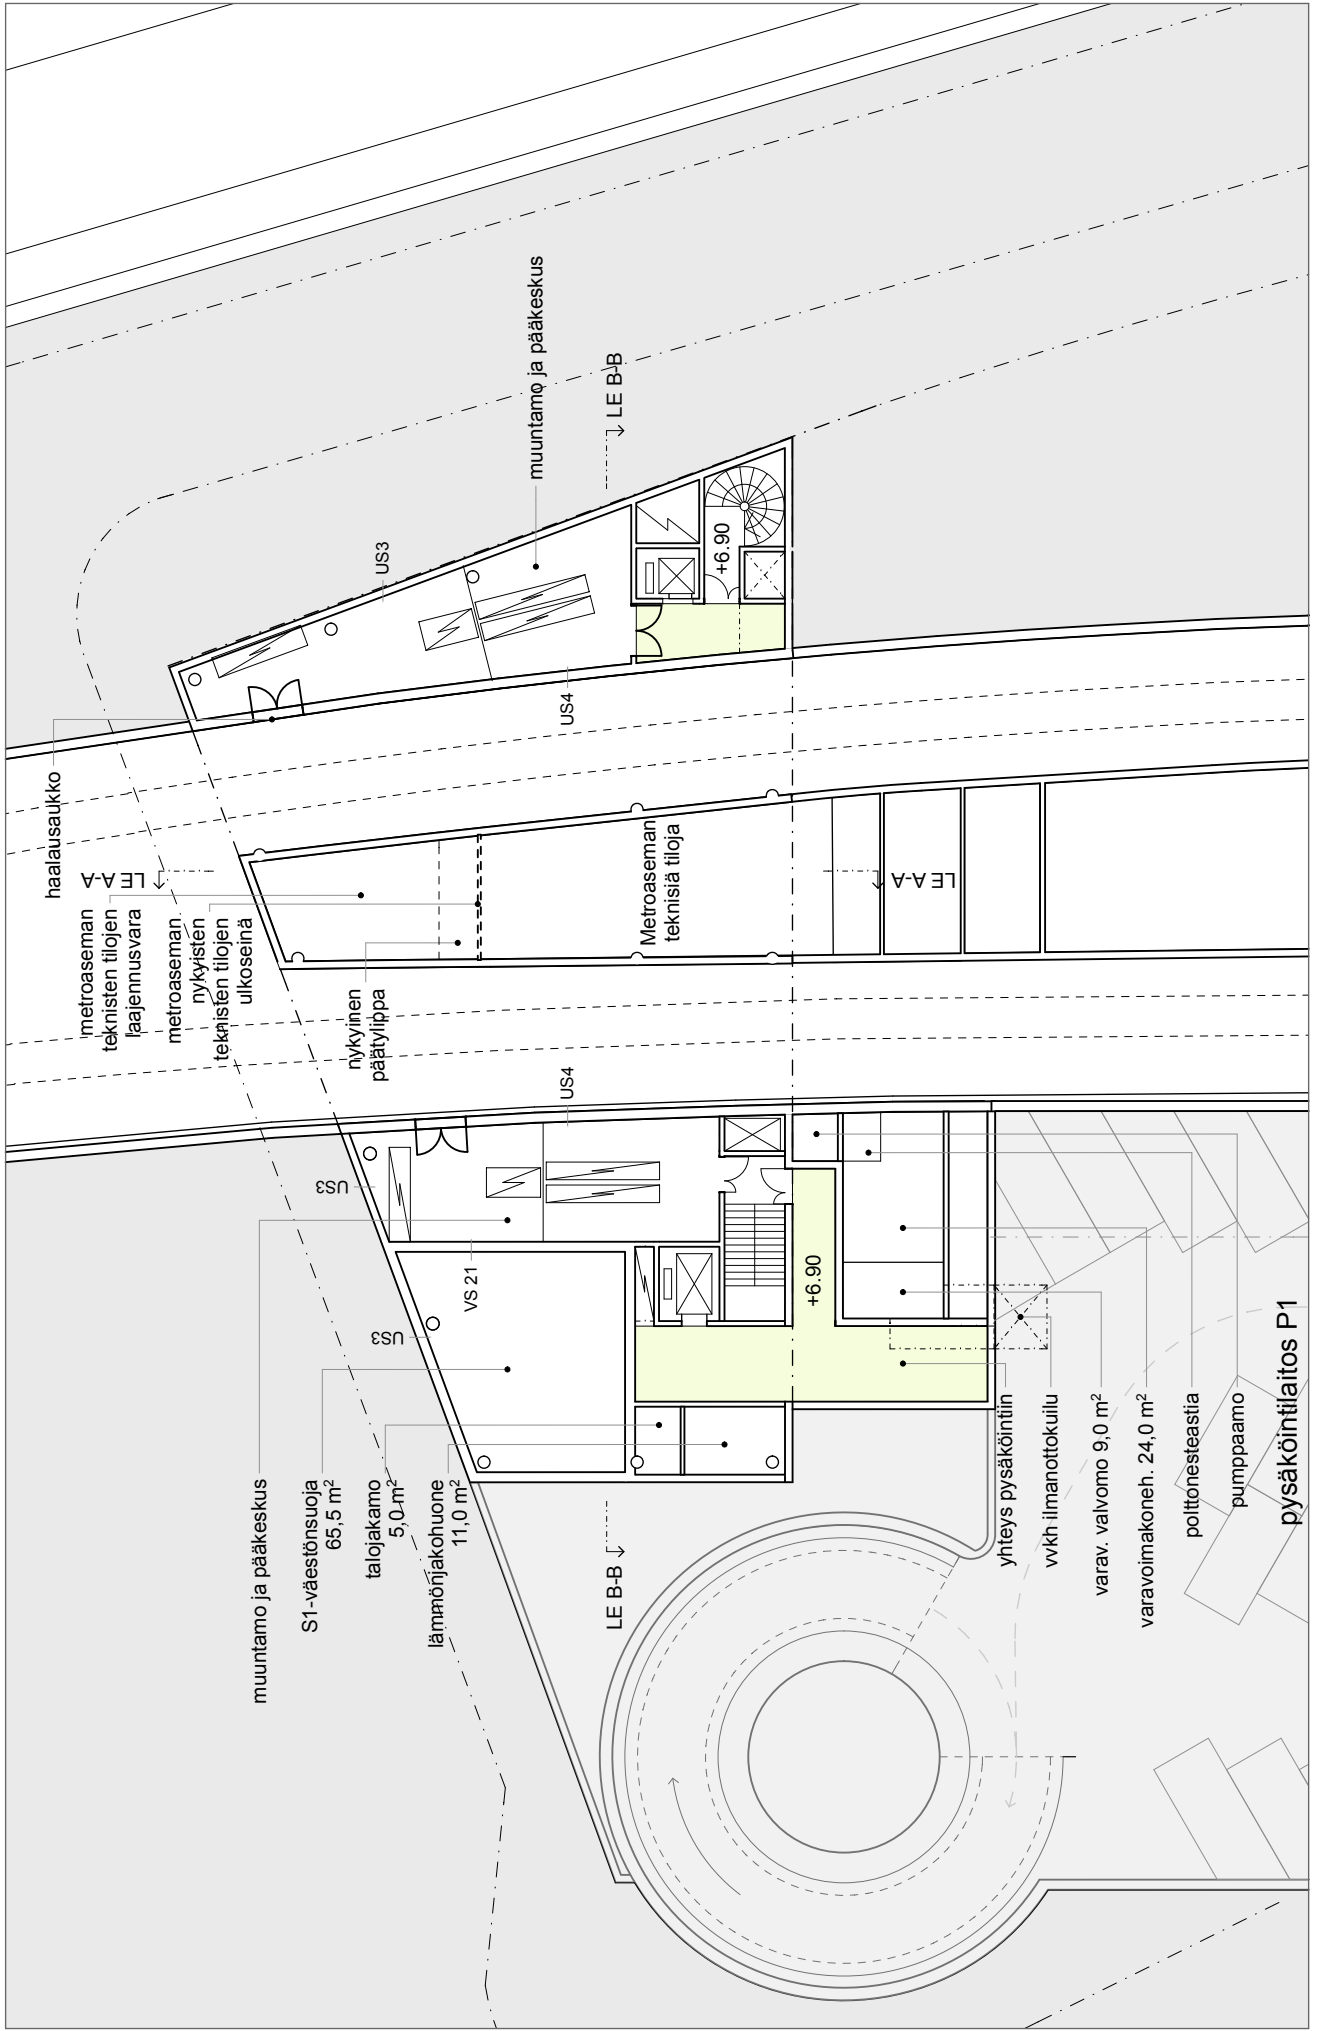 haalausaukko
metroaseman
teknisten tilojen
laajennusvara
metroaseman
nykyisten
teknisten tilojen
ulkoseinä
nykyinen
päätylippa
LE A-A
LE A-A
US3
US4
muuntamo ja pääkeskus
LE B-B
+6.90
Metroaseman
teknisiä tiloja
US4
US3
US3
VS 21
+6.90
muuntamo ja pääkeskus
S1-väestönsuoja
65,5 m²
talojakamo
5,0 m²
lämmönjakohuone
11,0 m²
LE B-B
yhteys pysäköintiin
vvkh ilmanottokuilu
varav. valvomo 9,0 m²
varavoimakoneh. 24,0 m²
polttonesteastia
pumppaamo
pysäköintilaitos P1